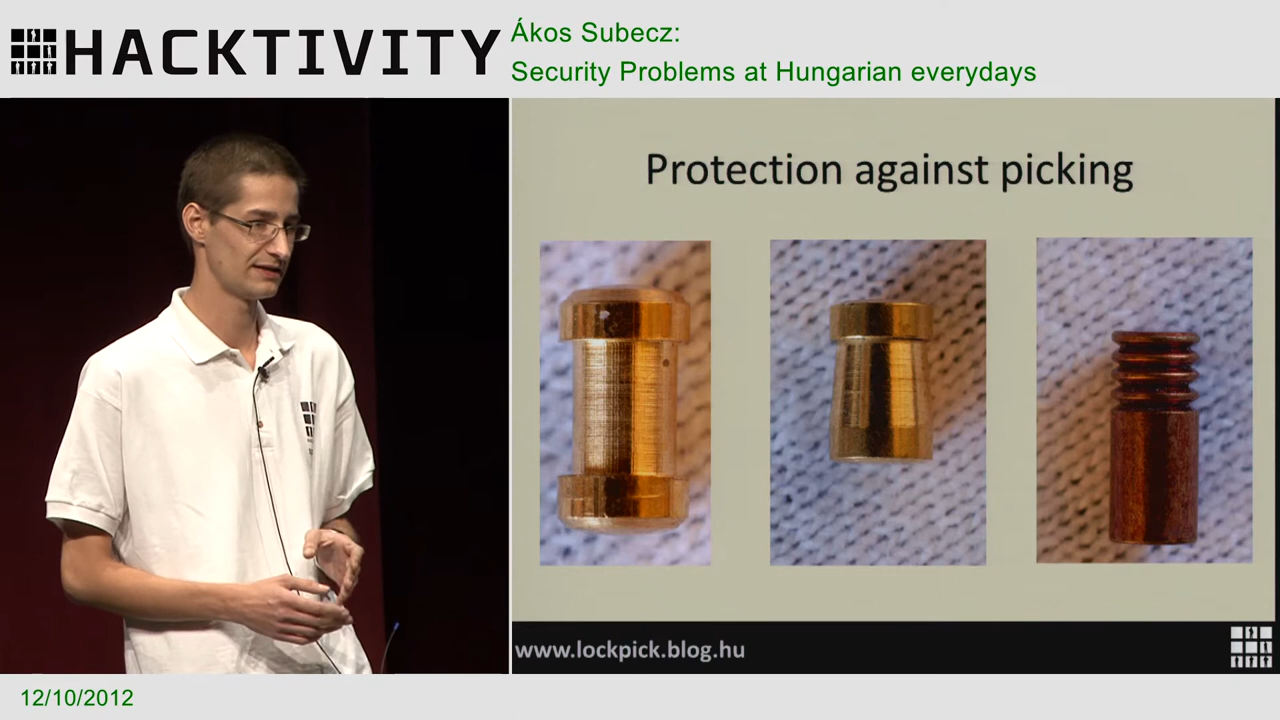 HACKTIVITY
Ákos Subecz:
Security Problems at Hungarian everydays
Protection against picking
www.lockpick.blog.hu
12/10/2012